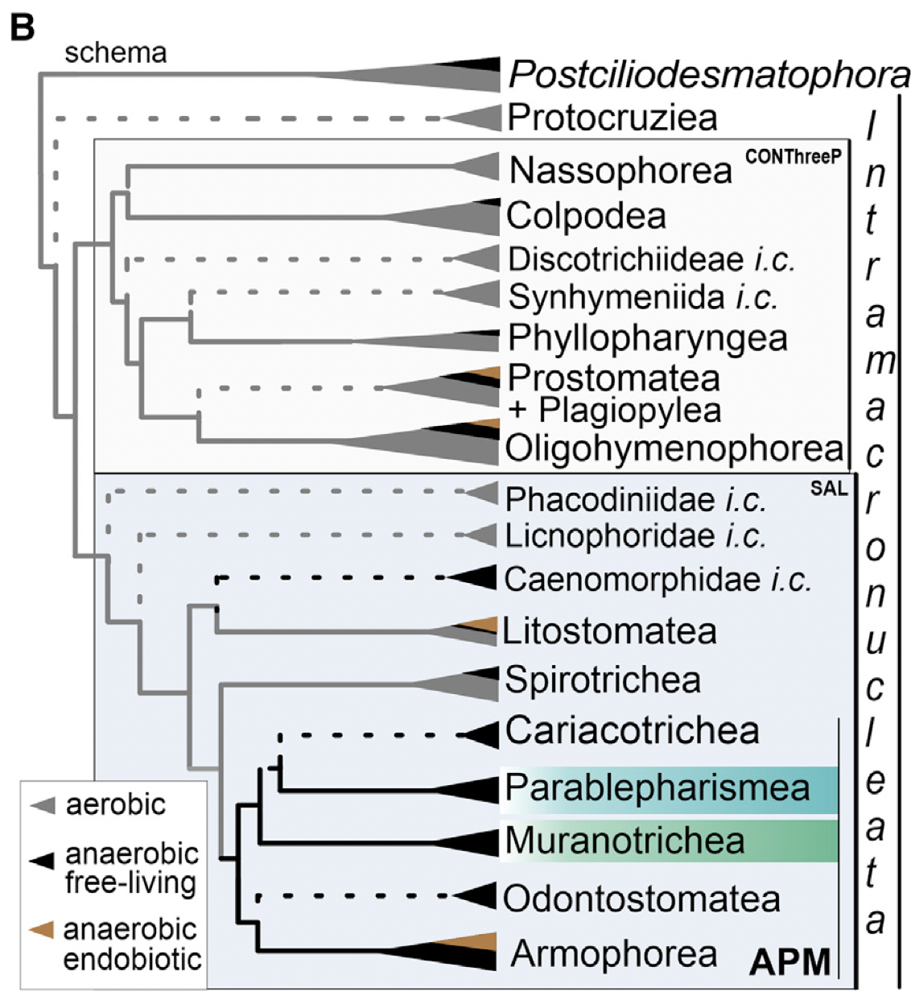 B
schema
Postciliodesmatophora
Protocruziea
CONThreeP
Nassophorea
Colpodea
Discotrichiideae i.c.
Synhymeniida i.c.
Phyllopharyngea
Prostomatea
+ Plagiopylea
Oligohymenophorea
SAL
Phacodiniidae i.c.
Licnophoridae i.c.
Caenomorphidae i.c.
Litostomatea
Spirotrichea
Cariacotrichea
Parablepharismea
Muranotrichea
Odontostomatea
Armophorea
APM
Intramacronucleata
aerobic
anaerobic
free-living
anaerobic
endobiotic